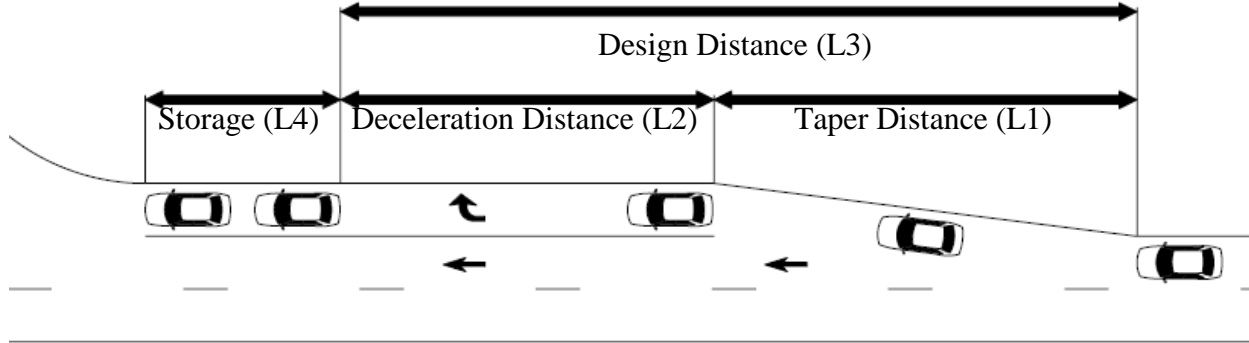 Design Distance (L3)
Storage (L4) Deceleration Distance (L2) Taper Distance (L1)